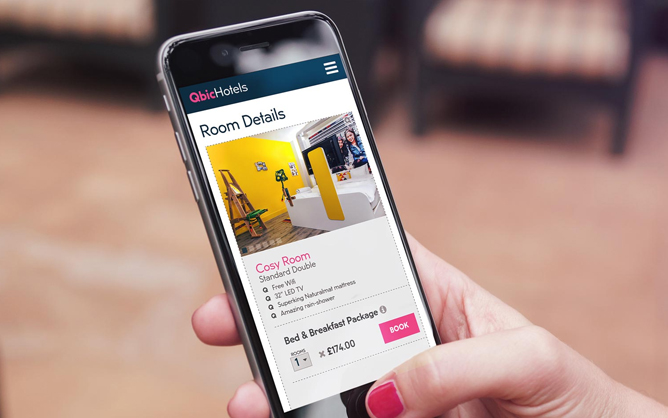 QbicHotels
Room Details
Cosy Room
Standard Double
Free Wifi
32" LED TV
Superking Naturalmat mattress
Amazing rain-shower
Bed & Breakfast Package i
ROOMS
1 × £174.00
BOOK